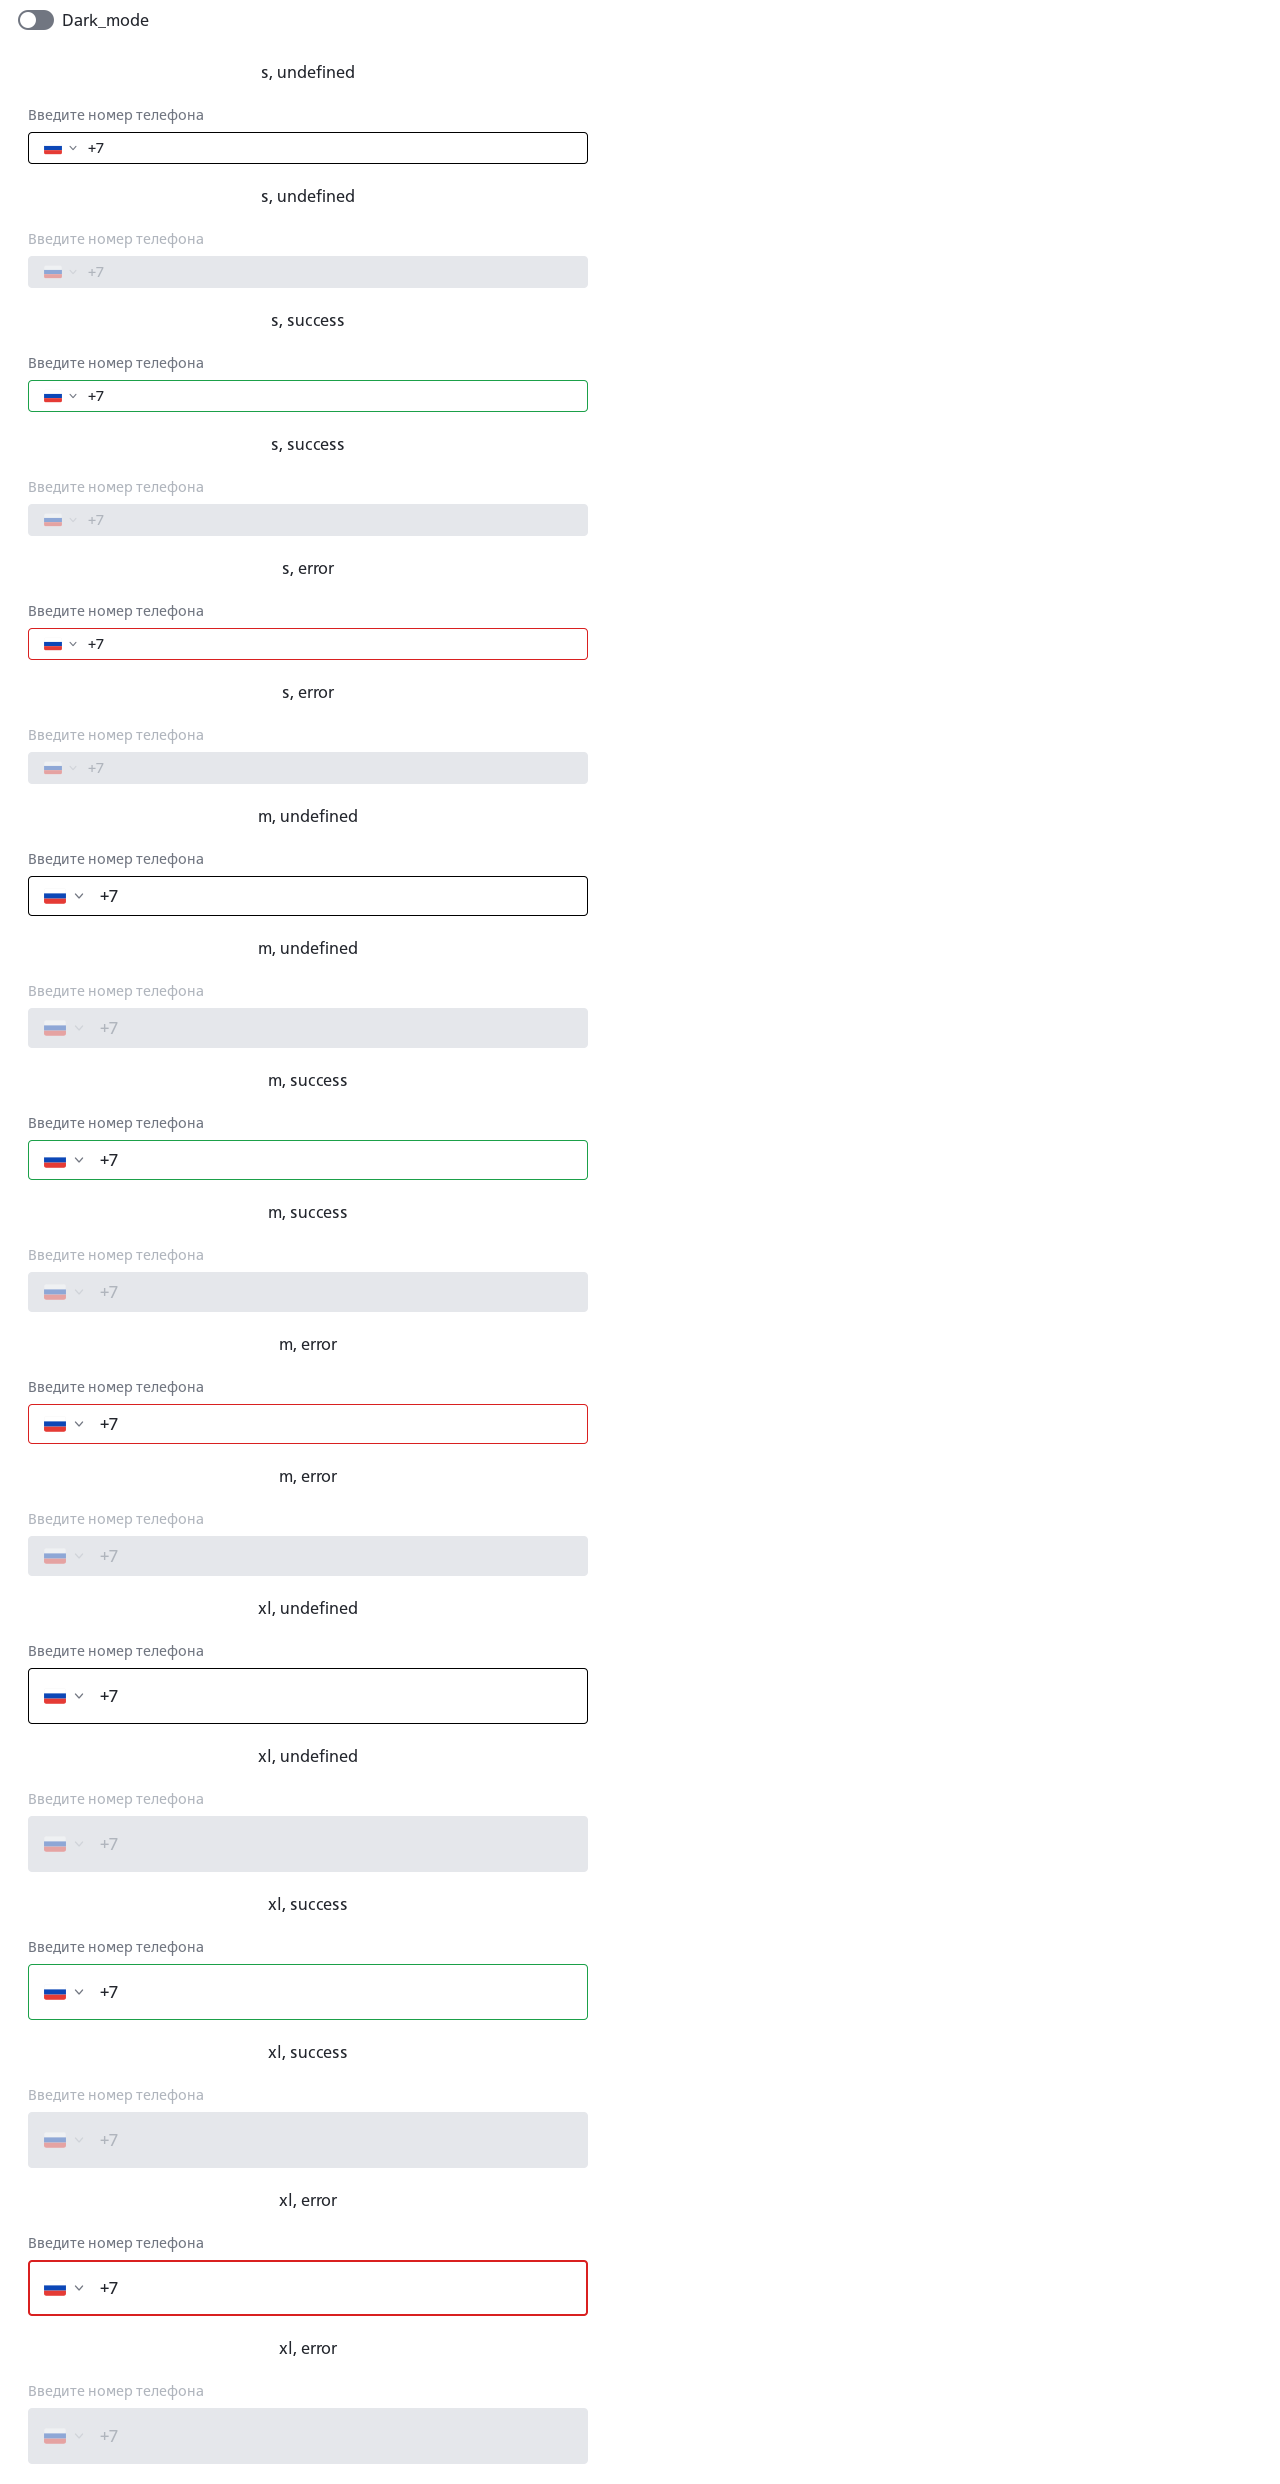 Dark_mode
s, undefined
Введите номер телефона
+7
s, undefined
Введите номер телефона
+7
s, success
Введите номер телефона
+7
s, success
Введите номер телефона
+7
s, error
Введите номер телефона
+7
s, error
Введите номер телефона
+7
m, undefined
Введите номер телефона
+7
m, undefined
Введите номер телефона
+7
m, success
Введите номер телефона
+7
m, success
Введите номер телефона
+7
m, error
Введите номер телефона
+7
m, error
Введите номер телефона
+7
xl, undefined
Введите номер телефона
+7
xl, undefined
Введите номер телефона
+7
xl, success
Введите номер телефона
+7
xl, success
Введите номер телефона
+7
xl, error
Введите номер телефона
+7
xl, error
Введите номер телефона
+7